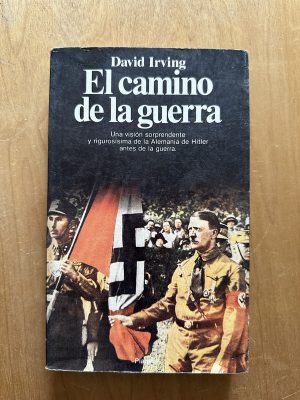 David Irving
El camino
de la guerra
Una visión sorprendente
y rigurosísima de la Alemania de Hitler
antes de la guerra.